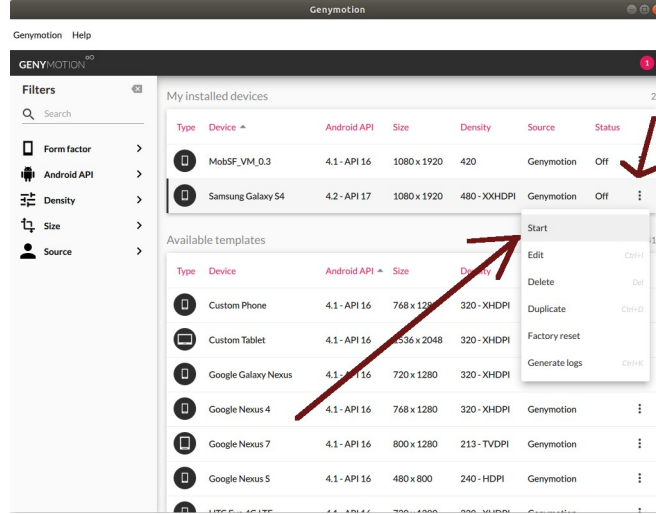 Genymotion
Genymotion Help
GENYMOTION
1
Filters
Search
Form factor
Android API
Density
Size
Source
My installed devices
2
Type Device Android API Size Density Source Status
MobSF_VM_0.3 4.1 - API 16 1080 x 1920 420 Genymotion Off
Samsung Galaxy S4 4.2 - API 17 1080 x 1920 480 - XXHDPI Genymotion Off
Start
Edit Ctrl+I
Delete Del
Duplicate Ctrl+D
Factory reset
Generate logs Ctrl+K
Available templates
Type Device Android API Size Density
Custom Phone 4.1 - API 16 768 x 1280 320 - XHDPI
Custom Tablet 4.1 - API 16 1536 x 2048 320 - XHDPI
Google Galaxy Nexus 4.1 - API 16 720 x 1280 320 - XHDPI
Google Nexus 4 4.1 - API 16 768 x 1280 320 - XHDPI Genymotion
Google Nexus 7 4.1 - API 16 800 x 1280 213 - TVDPI Genymotion
Google Nexus S 4.1 - API 16 480 x 800 240 - HDPI Genymotion